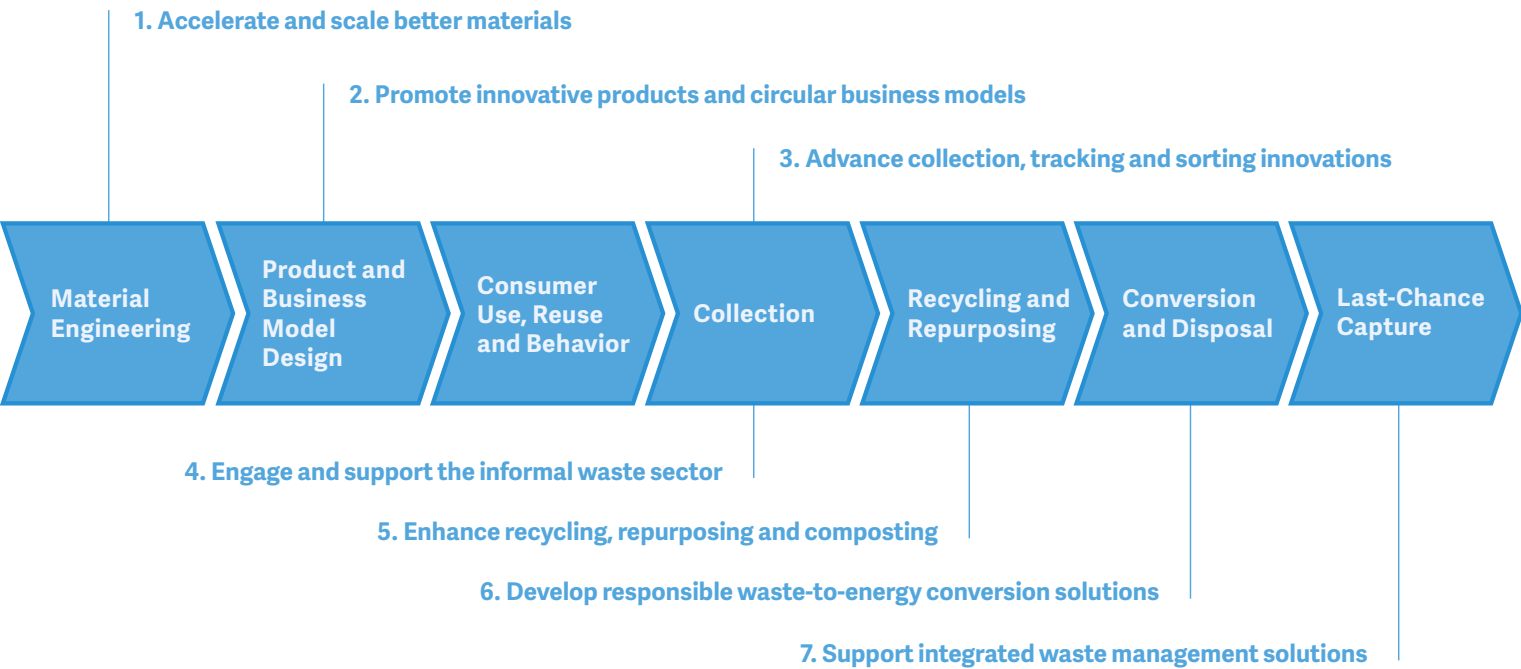 1. Accelerate and scale better materials
2. Promote innovative products and circular business models
3. Advance collection, tracking and sorting innovations
Material
Engineering
Product and
Business
Model
Design
Consumer
Use, Reuse
and Behavior
Collection
Recycling and
Repurposing
Conversion
and Disposal
Last-Chance
Capture
4. Engage and support the informal waste sector
5. Enhance recycling, repurposing and composting
6. Develop responsible waste-to-energy conversion solutions
7. Support integrated waste management solutions